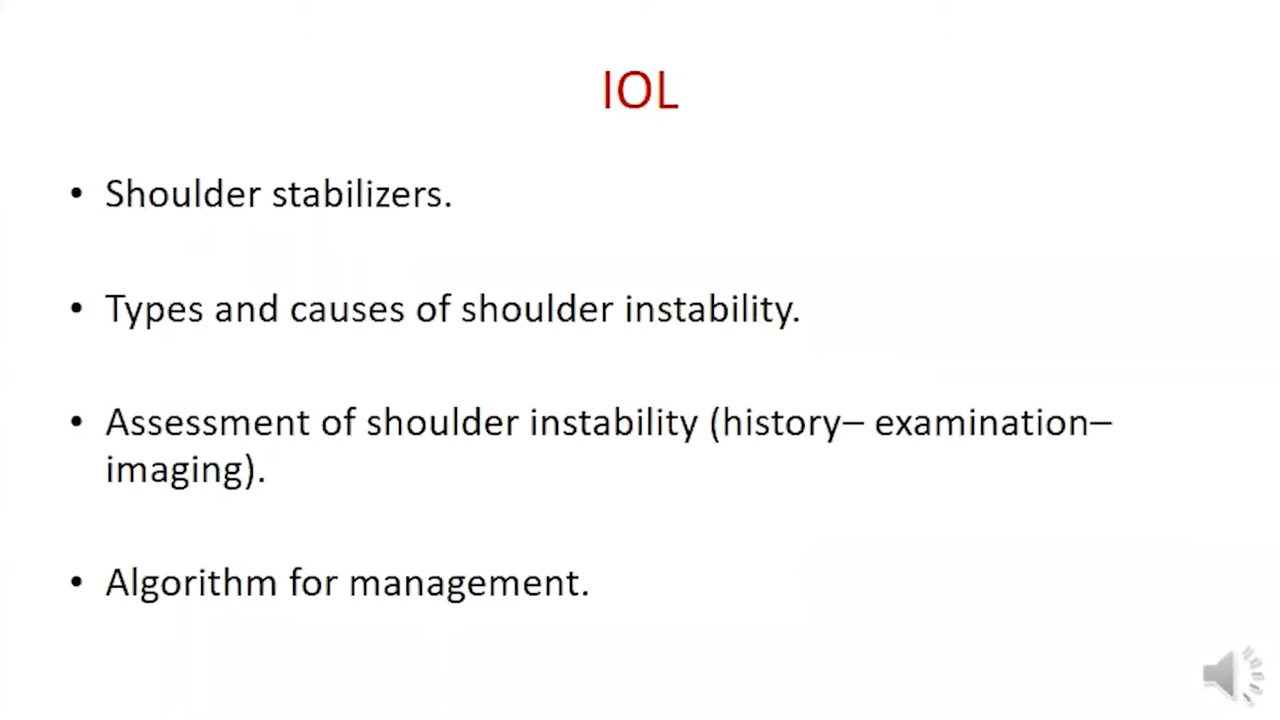 IOL
• Shoulder stabilizers.
• Types and causes of shoulder instability.
• Assessment of shoulder instability (history– examination–
imaging).
• Algorithm for management.